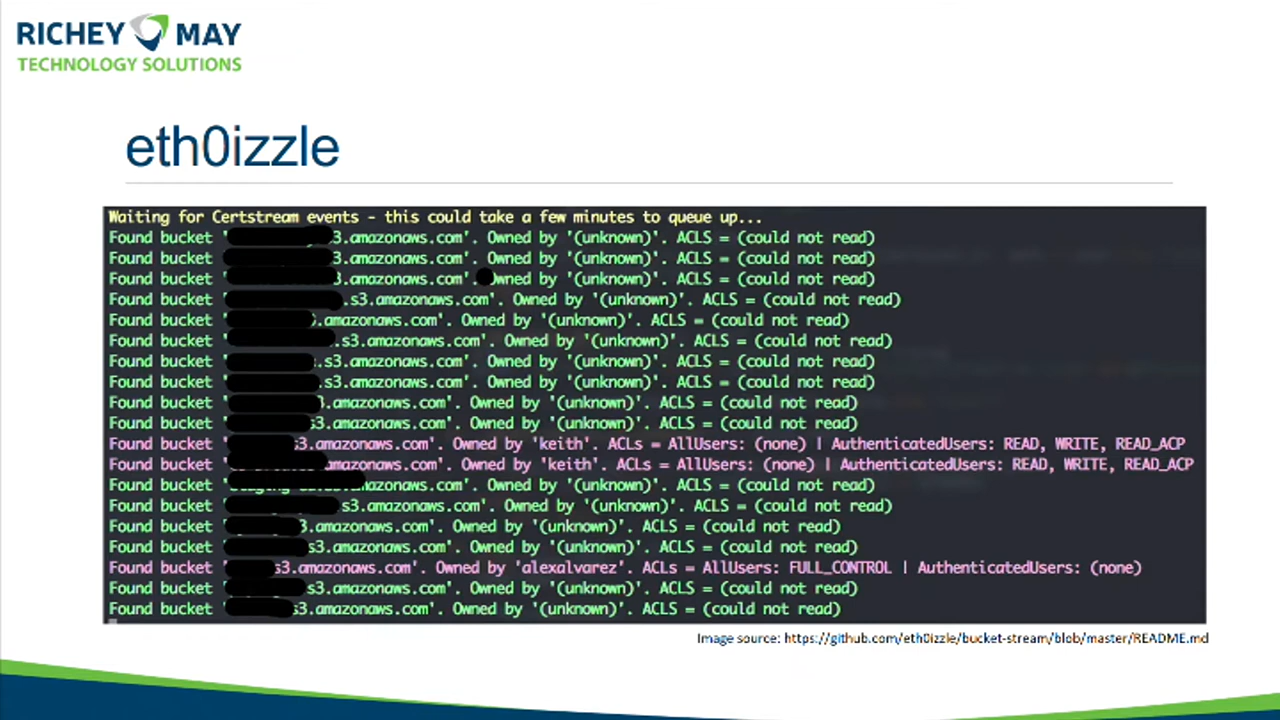 RICHEY MAY
TECHNOLOGY SOLUTIONS
eth0izzle
Waiting for Certstream events - this could take a few minutes to queue up...
Found bucket '3.amazonaws.com'. Owned by '(unknown)'. ACLS = (could not read)
Found bucket '3.amazonaws.com'. Owned by '(unknown)'. ACLS = (could not read)
Found bucket '3.amazonaws.com'. wned by '(unknown)'. ACLS = (could not read)
Found bucket '.s3.amazonaws.com'. Owned by '(unknown)'. ACLS = (could not read)
Found bucket '.amazonaws.com'. Owned by '(unknown)'. ACLS = (could not read)
Found bucket '.s3.amazonaws.com'. Owned by '(unknown)'. ACLS = (could not read)
Found bucket '.s3.amazonaws.com'. Owned by '(unknown)'. ACLS = (could not read)
Found bucket '.s3.amazonaws.com'. Owned by '(unknown)'. ACLS = (could not read)
Found bucket '3.amazonaws.com'. Owned by '(unknown)'. ACLS = (could not read)
Found bucket 's3.amazonaws.com'. Owned by '(unknown)'. ACLS = (could not read)
Found bucket 's3.amazonaws.com'. Owned by 'keith'. ACLs = AllUsers: (none) | AuthenticatedUsers: READ, WRITE, READ_ACP
Found bucket '.amazonaws.com'. Owned by 'keith'. ACLs = AllUsers: (none) | AuthenticatedUsers: READ, WRITE, READ_ACP
Found bucket '.amazonaws.com'. Owned by '(unknown)'. ACLS = (could not read)
Found bucket 's3.amazonaws.com'. Owned by '(unknown)'. ACLS = (could not read)
Found bucket '3.amazonaws.com'. Owned by '(unknown)'. ACLS = (could not read)
Found bucket 's3.amazonaws.com'. Owned by '(unknown)'. ACLS = (could not read)
Found bucket 's3.amazonaws.com'. Owned by 'alexalvarez'. ACLs = AllUsers: FULL_CONTROL | AuthenticatedUsers: (none)
Found bucket 's3.amazonaws.com'. Owned by '(unknown)'. ACLS = (could not read)
Found bucket '3.amazonaws.com'. Owned by '(unknown)'. ACLS = (could not read)
Image source: https://github.com/eth0izzle/bucket-stream/blob/master/README.md